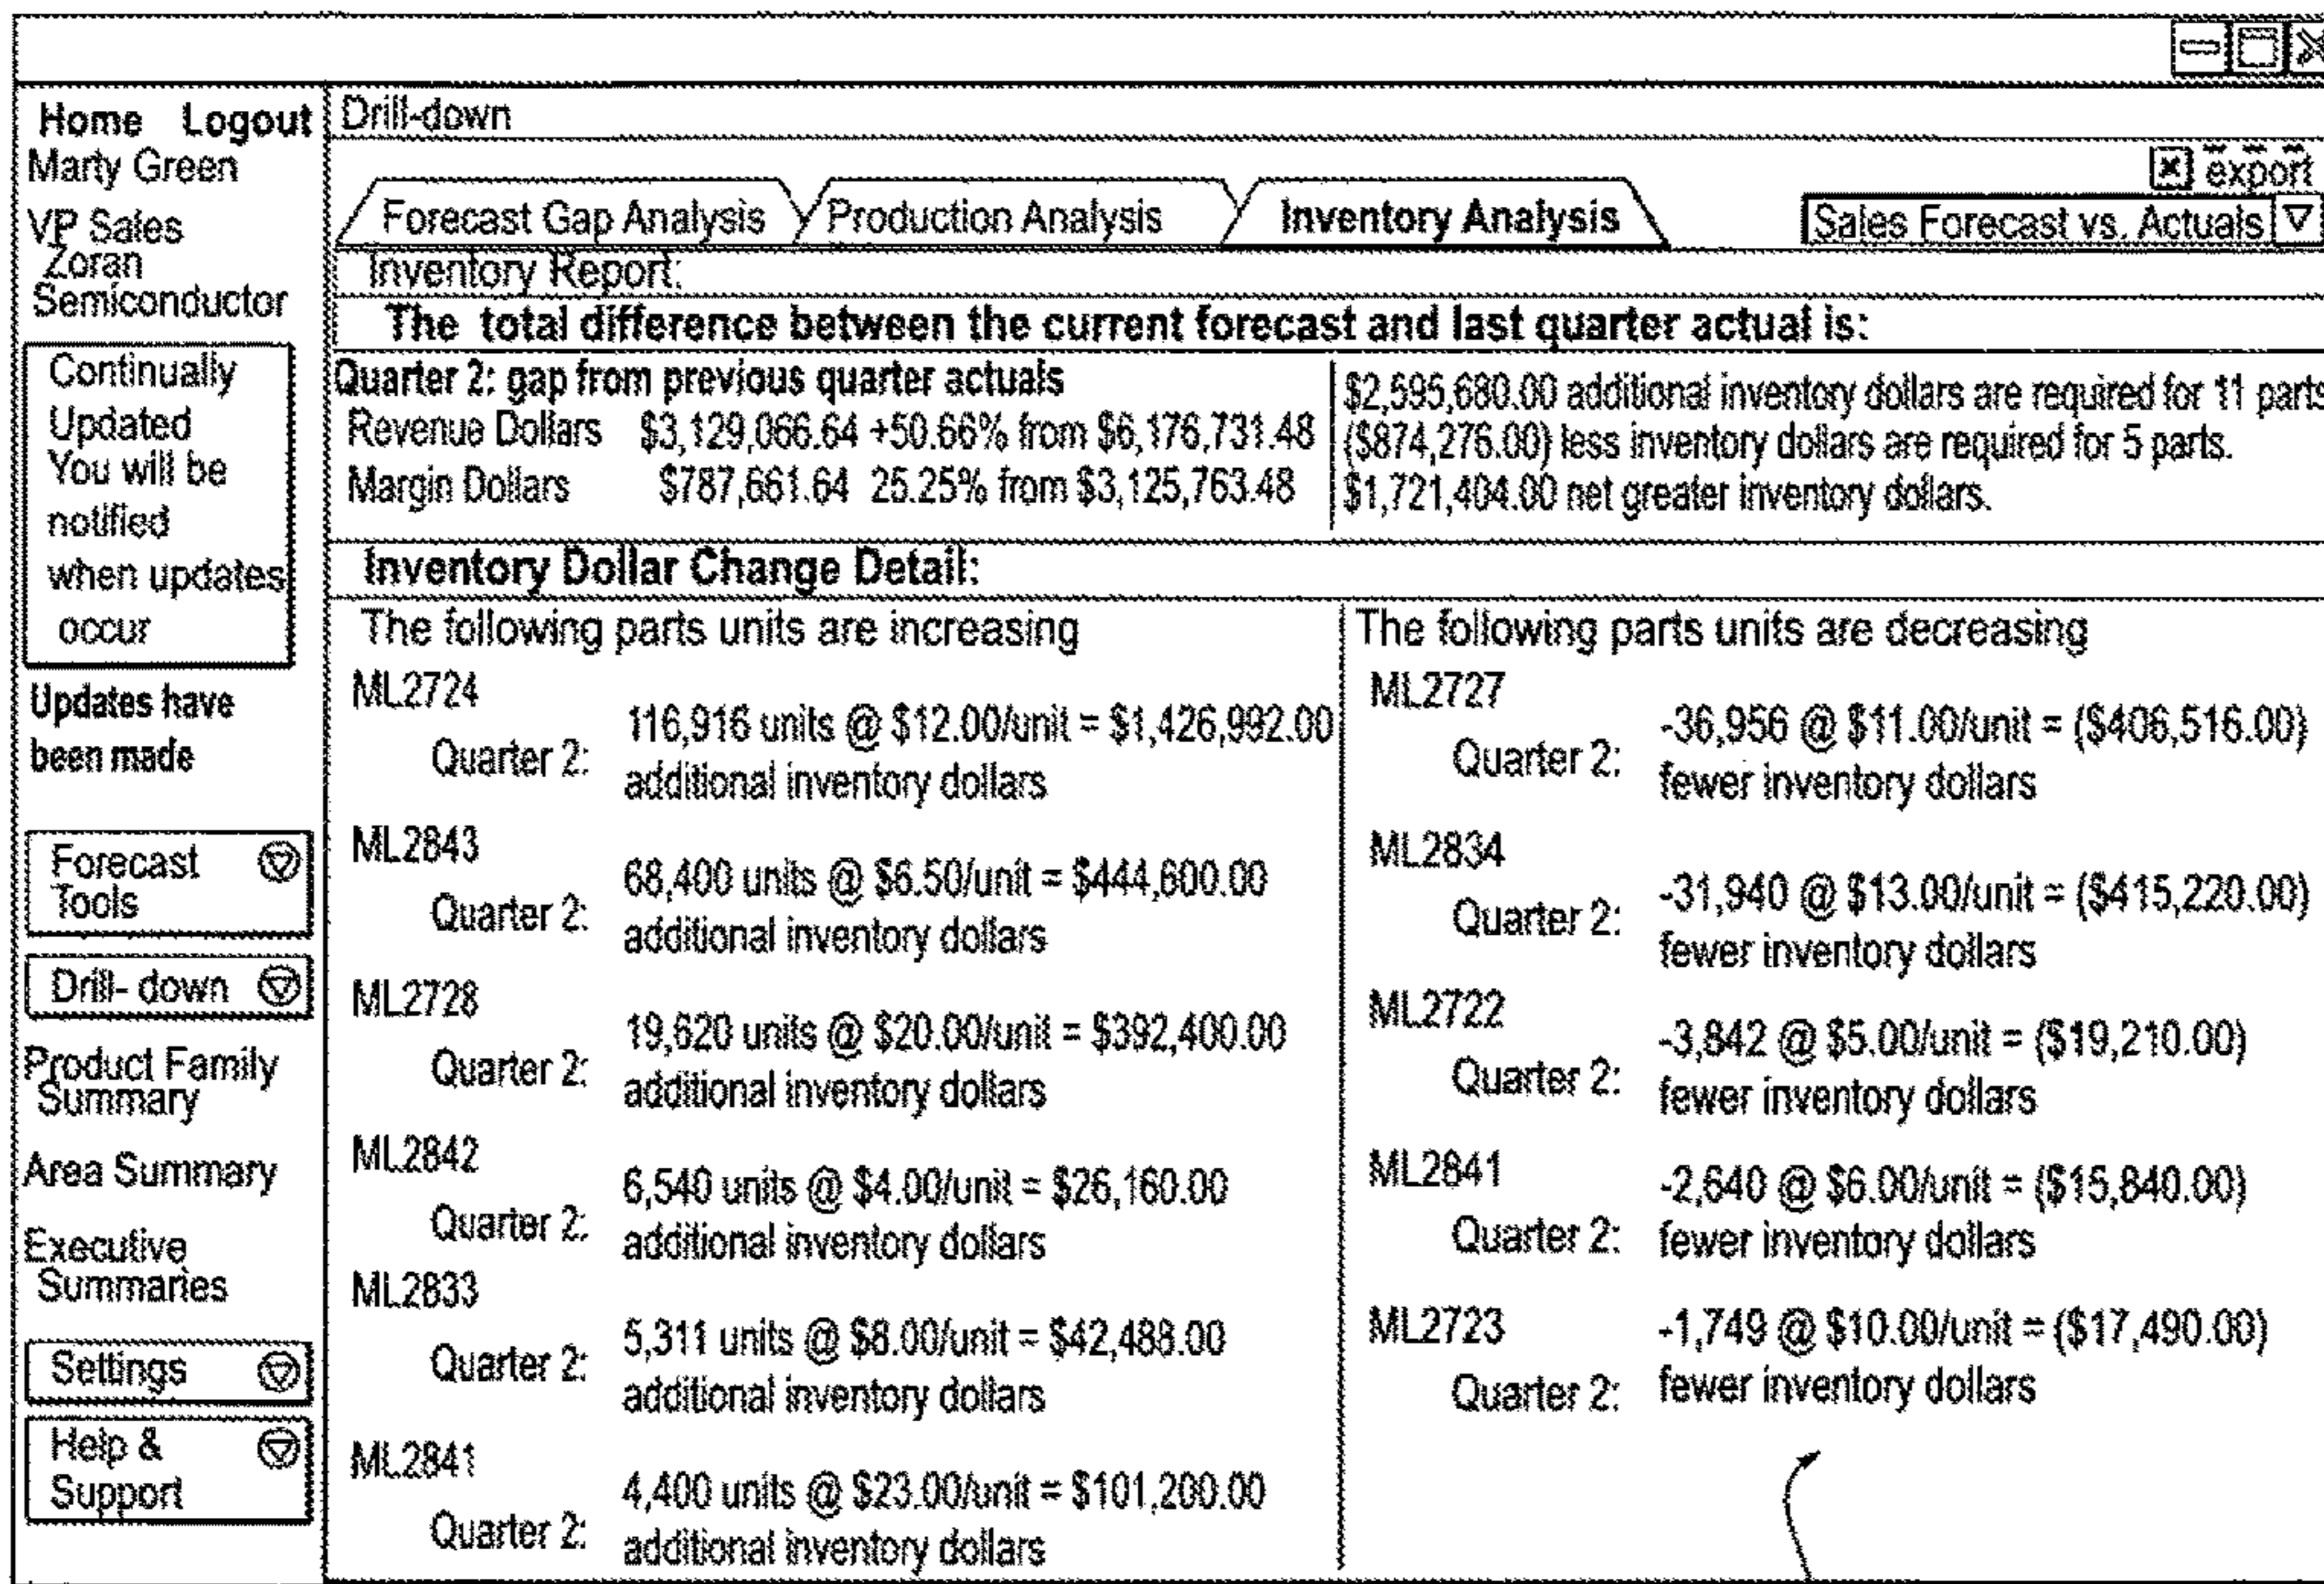 Home Logout
Marty Green
VP Sales
Zoran
Semiconductor
Continually
Updated
You will be
notified
when updates
occur
Updates have
been made
Forecast
Tools
Drill- down
Product Family
Summary
Area Summary
Executive
Summaries
Settings
Help &
Support
Drill-down
export
Forecast Gap Analysis
Production Analysis
Inventory Analysis
Sales Forecast vs. Actuals
Inventory Report:
The total difference between the current forecast and last quarter actual is:
Quarter 2: gap from previous quarter actuals
Revenue Dollars $3,129,066.64 +50.66% from $6,176,731.48
Margin Dollars $787,661.64 25.25% from $3,125,763.48
$2,595,680.00 additional inventory dollars are required for 11 parts
($874,276.00) less inventory dollars are required for 5 parts.
$1,721,404.00 net greater inventory dollars.
Inventory Dollar Change Detail:
The following parts units are increasing
ML2724
116,916 units @ $12.00/unit = $1,426,992.00
Quarter 2:
additional inventory dollars
ML2843
68,400 units @ $6.50/unit = $444,600.00
Quarter 2:
additional inventory dollars
ML2728
19,620 units @ $20.00/unit = $392,400.00
Quarter 2:
additional inventory dollars
ML2842
6,540 units @ $4.00/unit = $26,160.00
Quarter 2:
additional inventory dollars
ML2833
5,311 units @ $8.00/unit = $42,488.00
Quarter 2:
additional inventory dollars
ML2841
4,400 units @ $23.00/unit = $101,200.00
Quarter 2:
additional inventory dollars
The following parts units are decreasing
ML2727
-36,956 @ $11.00/unit = ($406,516.00)
Quarter 2:
fewer inventory dollars
ML2834
-31,940 @ $13.00/unit = ($415,220.00)
Quarter 2:
fewer inventory dollars
ML2722
-3,842 @ $5.00/unit = ($19,210.00)
Quarter 2:
fewer inventory dollars
ML2841
-2,640 @ $6.00/unit = ($15,840.00)
Quarter 2:
fewer inventory dollars
ML2723
-1,749 @ $10.00/unit = ($17,490.00)
Quarter 2:
fewer inventory dollars